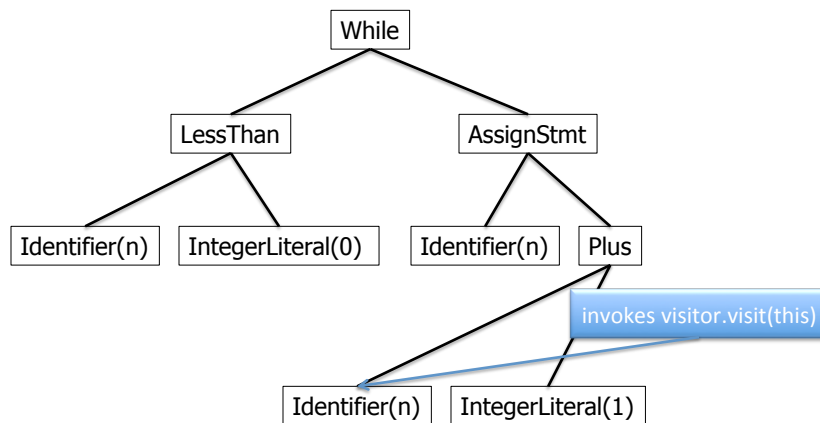 While
LessThan
AssignStmt
Identifier(n)
IntegerLiteral(0)
Identifier(n)
Plus
invokes visitor.visit(this)
Identifier(n)
IntegerLiteral(1)